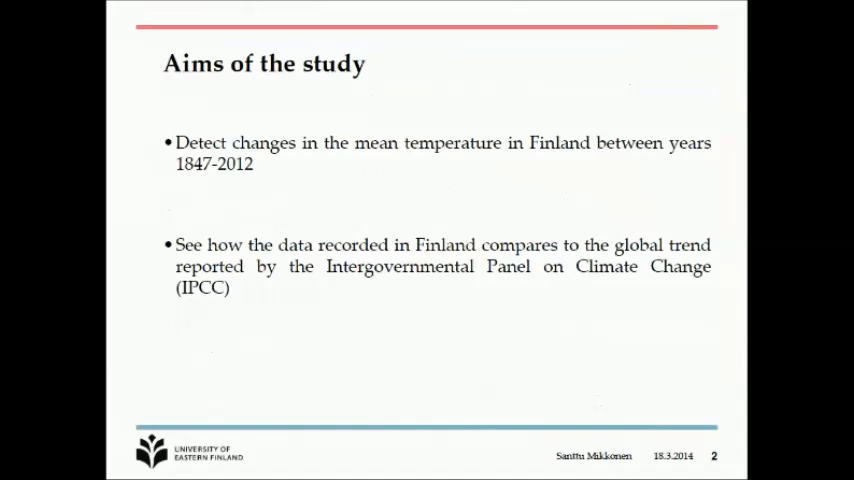 Aims of the study
• Detect changes in the mean temperature in Finland between years
1847-2012
• See how the data recorded in Finland compares to the global trend
reported by the Intergovernmental Panel on Climate Change
(IPCC)
UNIVERSITY OF
EASTERN FINLAND
Santtu Mikkonen 18.3.2014 2